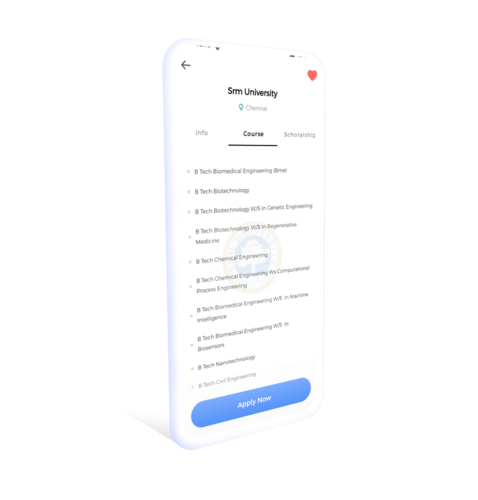 Srm University
Chennai
Info
Course
Scholarship
B Tech Biomedical Engineering (Bme)
B Tech Biotechnology
B Tech Biotechnology W/S In Genetic Engineering
B Tech Biotechnology W/S In Regenerative
Medicine
B Tech Chemical Engineering
B Tech Chemical Engineering Ws Computational
Process Engineering
B Tech Biomedical Engineering W/S In Machine
Intelligence
B Tech Biomedical Engineering W/S In
Biosensors
B Tech Nanotechnology
B Tech Civil Engineering
Apply Now